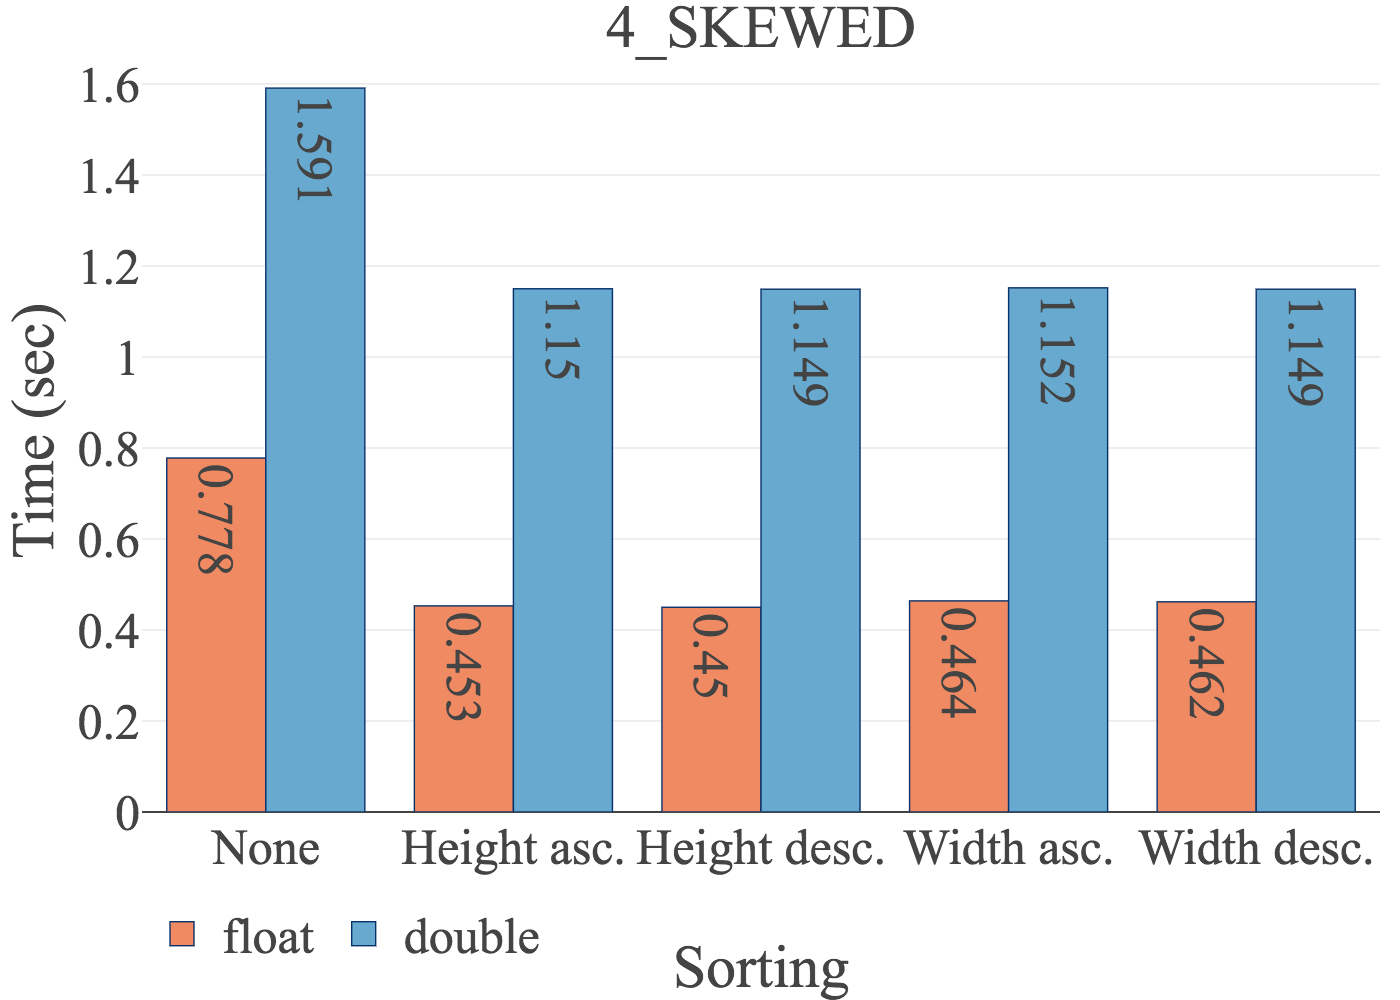 4_SKEWED
Time (sec)
1.6
1.4
1.2
1
0.8
0.6
0.4
0.2
0
0.778
1.591
0.453
1.15
0.45
1.149
0.464
1.152
0.462
1.149
None
Height asc.
Height desc.
Width asc.
Width desc.
float
double
Sorting